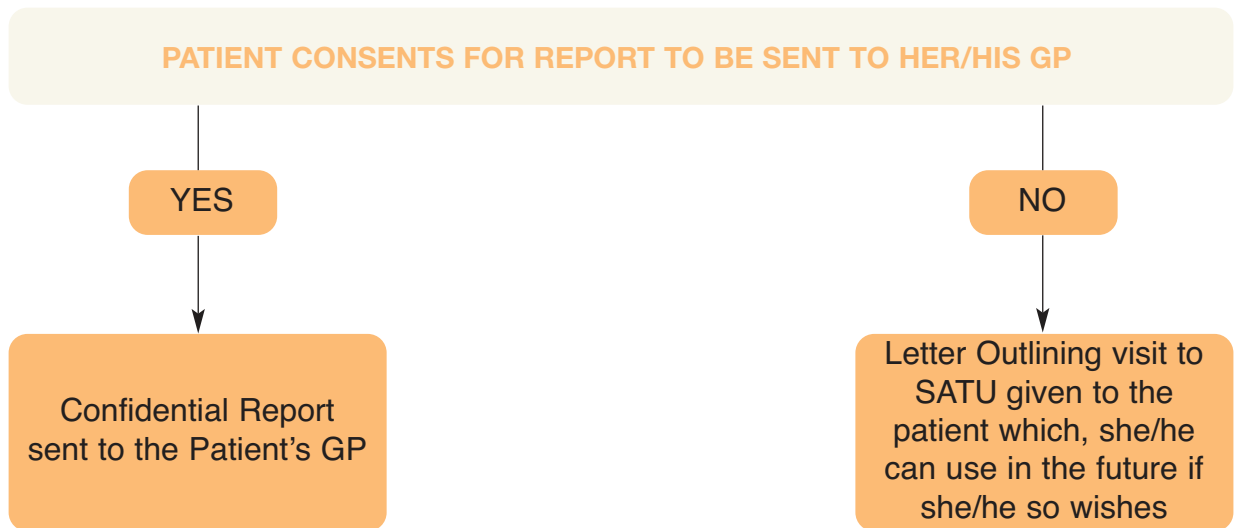 PATIENT CONSENTS FOR REPORT TO BE SENT TO HER/HIS GP
YES
NO
Confidential Report
sent to the Patient's GP
Letter Outlining visit to
SATU given to the
patient which, she/he
can use in the future if
she/he so wishes